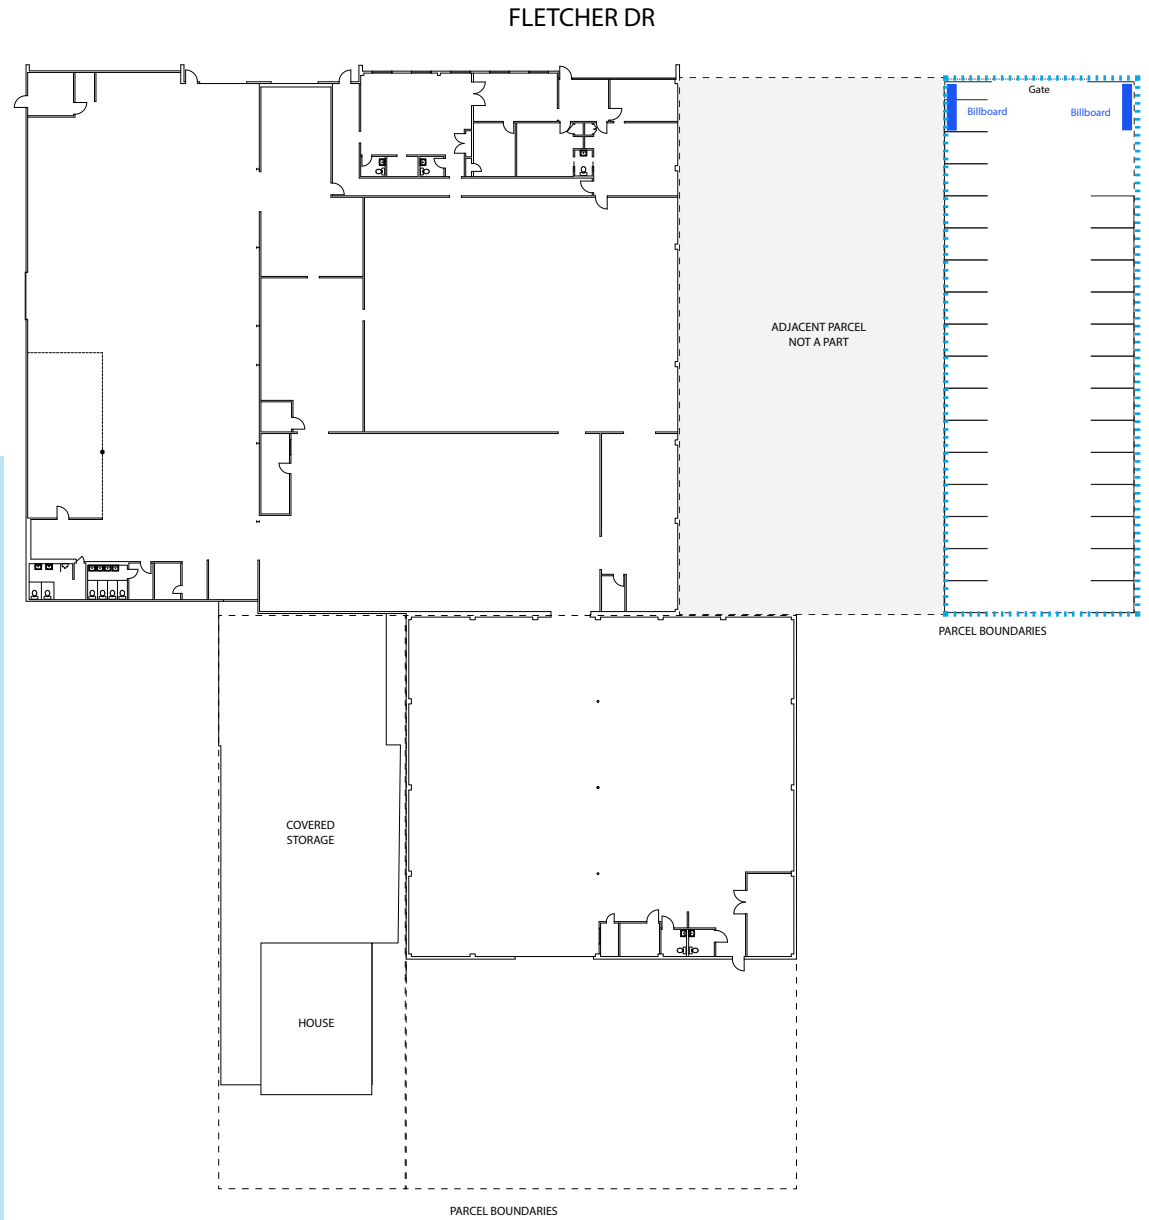 FLETCHER DR
Gate
Billboard
Billboard
ADJACENT PARCEL
NOT A PART
PARCEL BOUNDARIES
COVERED
STORAGE
HOUSE
PARCEL BOUNDARIES